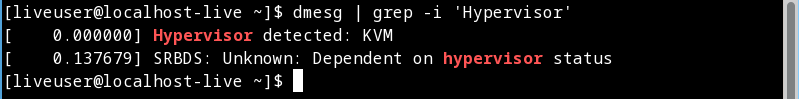 [liveuser@localhost-live ~]$ dmesg | grep -i 'Hypervisor'
[    0.000000] Hypervisor detected: KVM
[    0.137679] SRBDS: Unknown: Dependent on hypervisor status
[liveuser@localhost-live ~]$